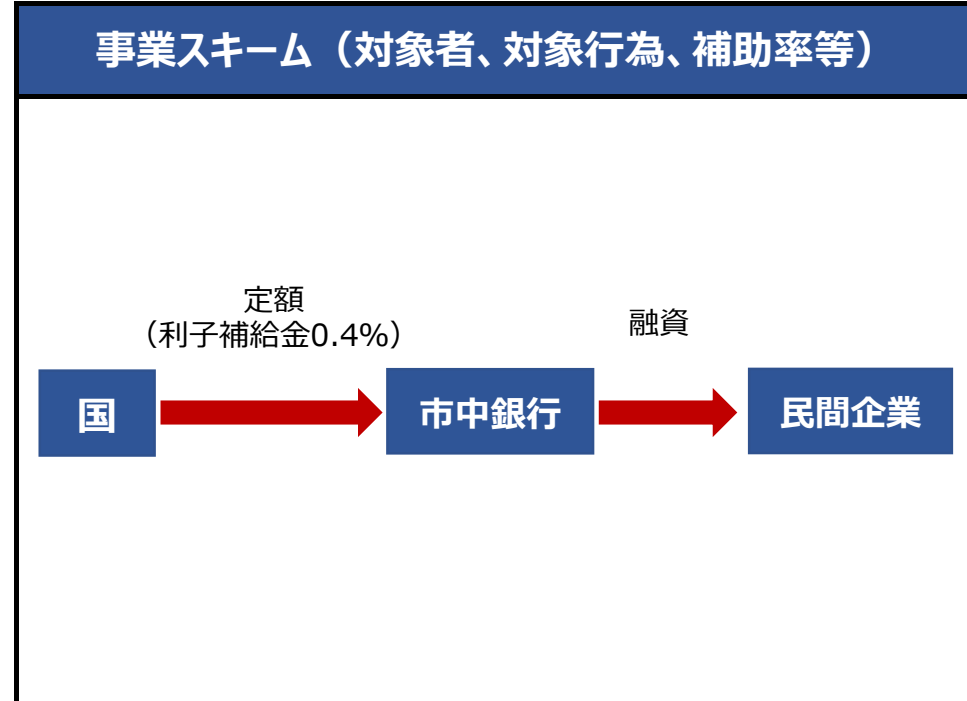 事業スキーム（対象者、対象行為、補助率等）
定額
（利子補給金0.4%）
融資
国
市中銀行
民間企業